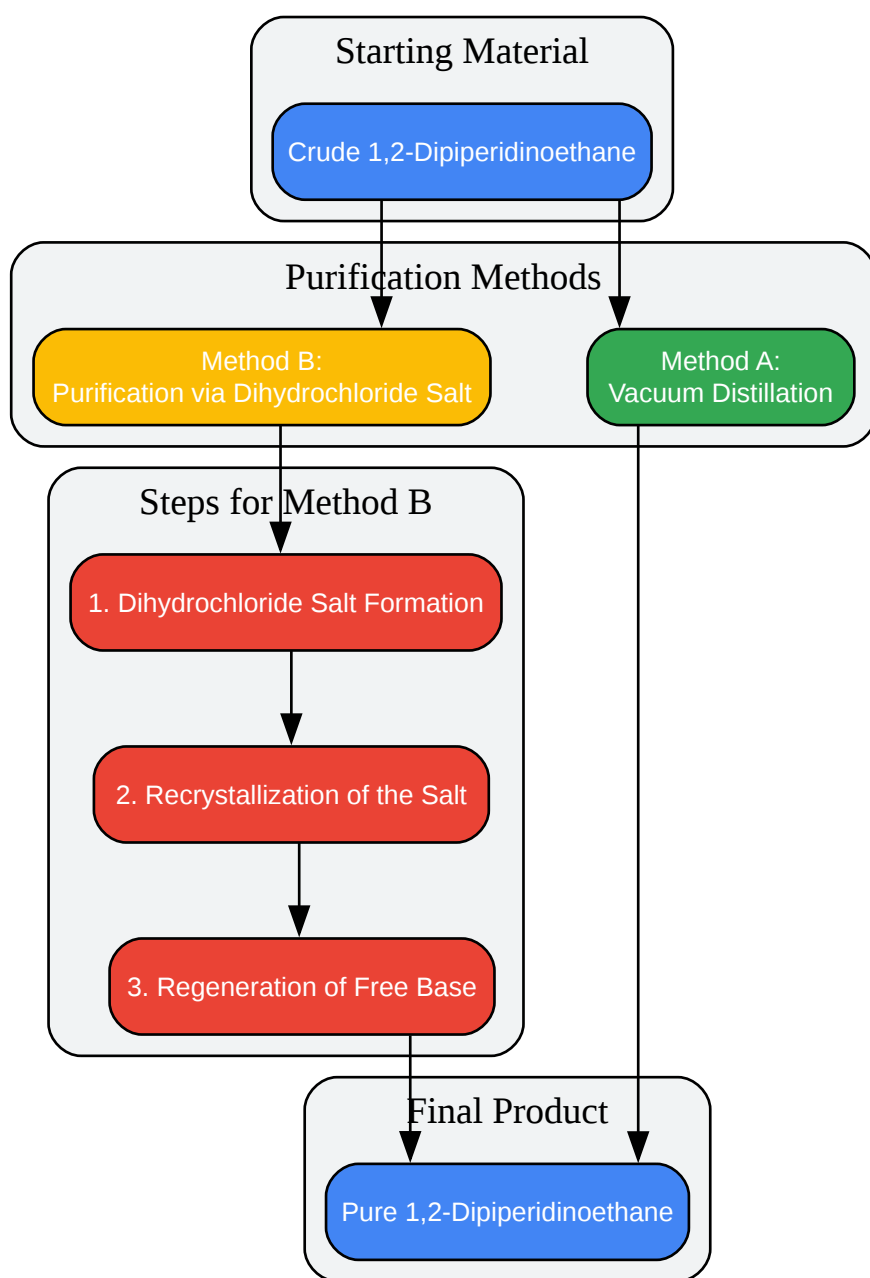 Starting Material
Crude 1,2-Dipiperidinoethane
Purification Methods
Method B:
Purification via Dihydrochloride Salt
Method A:
Vacuum Distillation
Steps for Method B
1. Dihydrochloride Salt Formation
2. Recrystallization of the Salt
3. Regeneration of Free Base
Final Product
Pure 1,2-Dipiperidinoethane